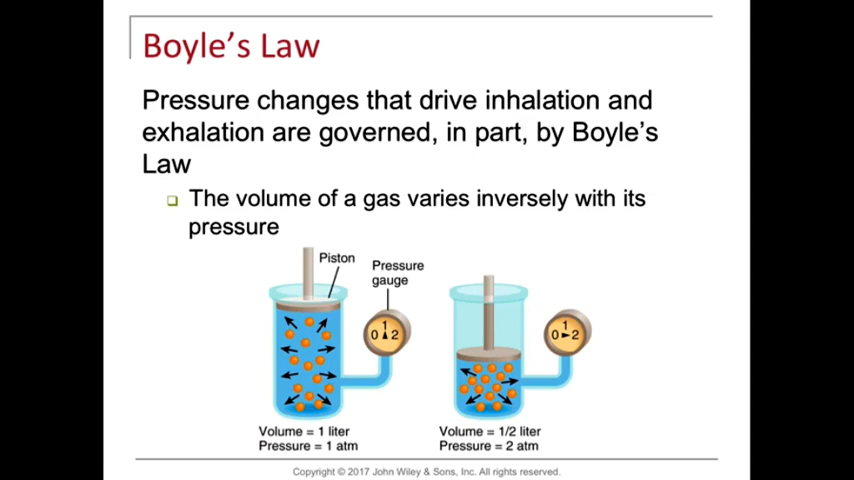 Boyle's Law
Pressure changes that drive inhalation and
exhalation are governed, in part, by Boyle's
Law
The volume of a gas varies inversely with its
pressure
Piston
Pressure
gauge
1
0 2
1
0 2
Volume = 1 liter
Pressure = 1 atm
Volume = 1/2 liter
Pressure = 2 atm
Copyright © 2017 John Wiley & Sons, Inc. All rights reserved.